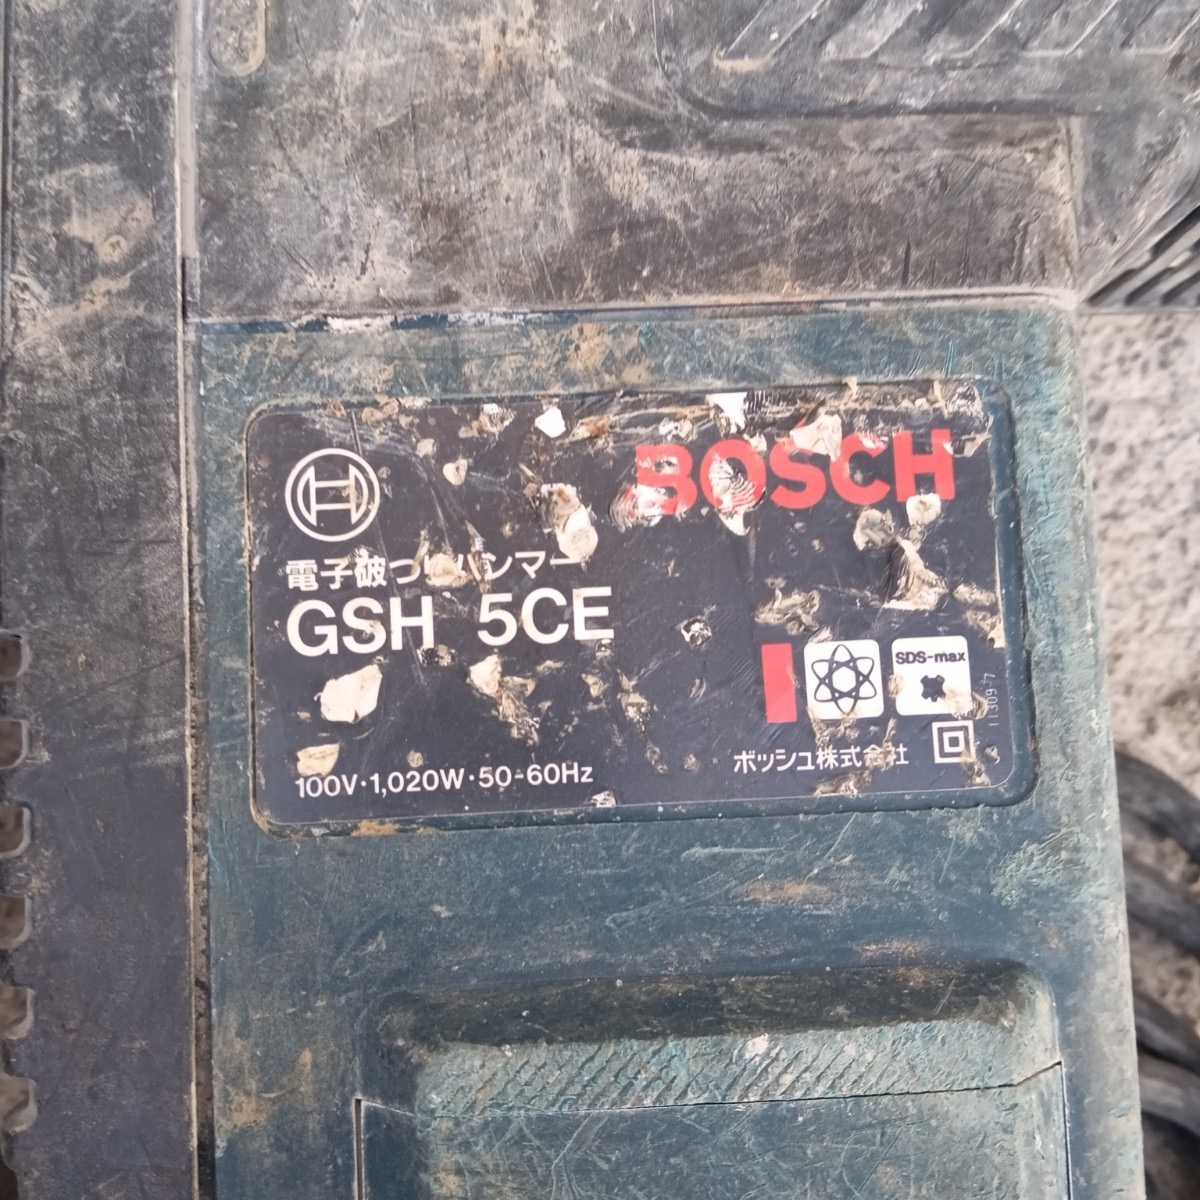 BOSCH
電子破つりハンマー
GSH 5CE
SDS-max
ボッシュ株式会社
100V·1,020W·50-60Hz